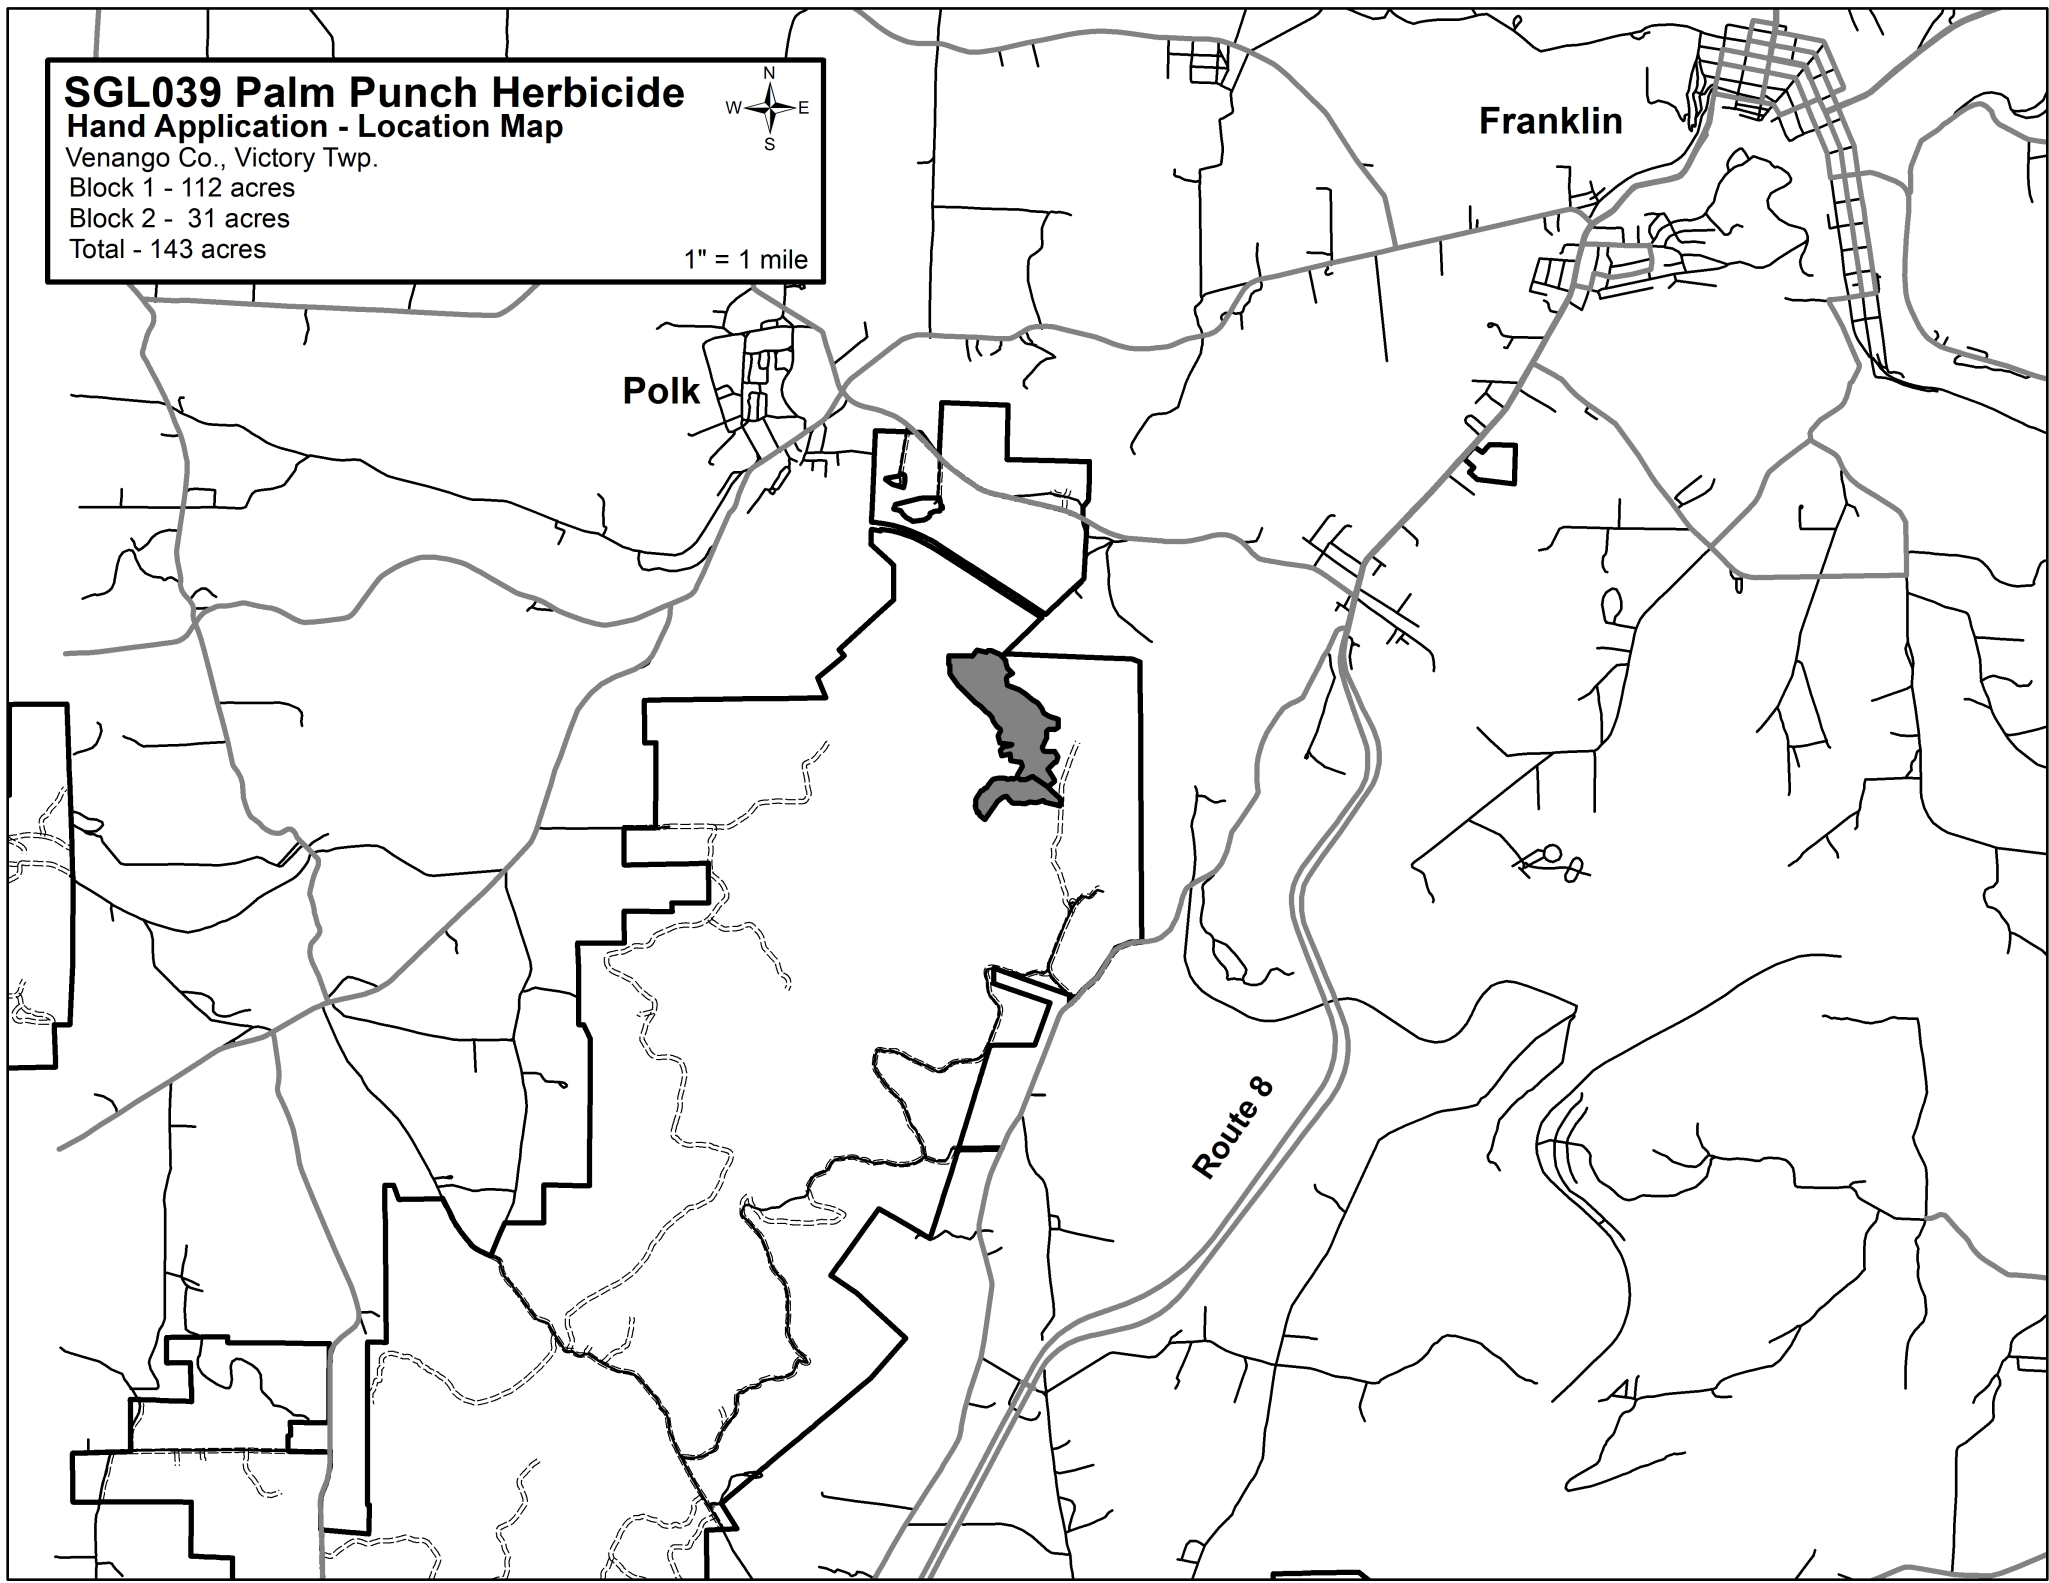 SGL039 Palm Punch Herbicide
Hand Application - Location Map
Venango Co., Victory Twp.
Block 1 - 112 acres
Block 2 - 31 acres
Total - 143 acres
1" = 1 mile
N
W E
S
Franklin
Polk
Route 8